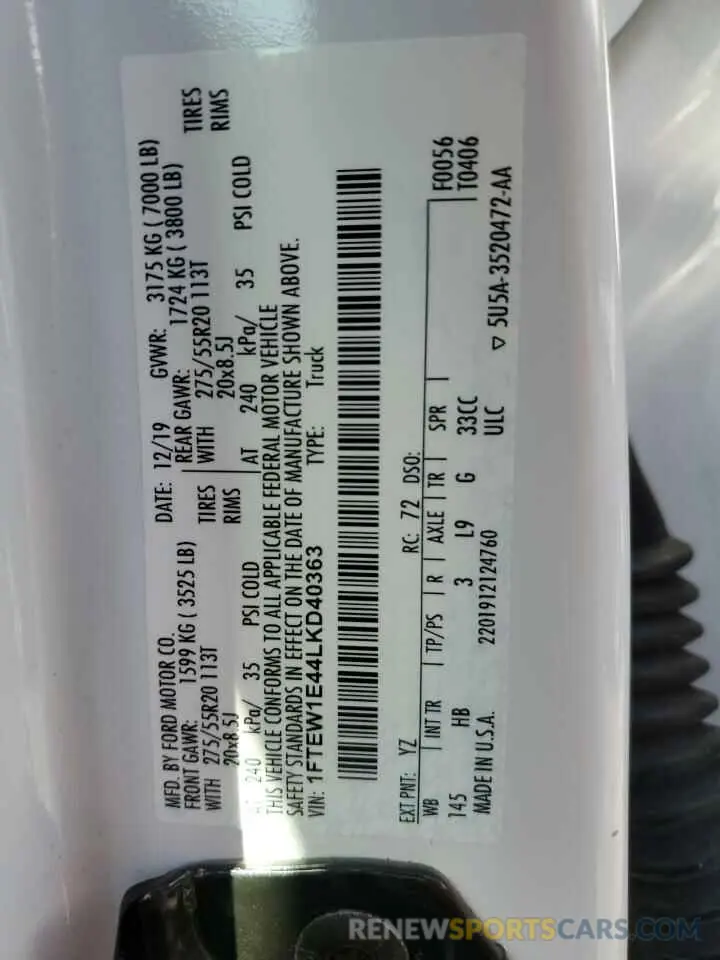 MFD. BY FORD MOTOR CO.
DATE: 12/19 GVWR: 3175 KG ( 7000 LB)
FRONT GAWR: 1599 KG ( 3525 LB) REAR GAWR: 1724 KG ( 3800 LB)
WITH 275/55R20 113T TIRES WITH 275/55R20 113T TIRES
20x8.5J RIMS 20x8.5J RIMS
AT 240 kPa/ 35 PSI COLD AT 240 kPa/ 35 PSI COLD
THIS VEHICLE CONFORMS TO ALL APPLICABLE FEDERAL MOTOR VEHICLE
SAFETY STANDARDS IN EFFECT ON THE DATE OF MANUFACTURE SHOWN ABOVE.
VIN: 1FTEW1E44LKD40363 TYPE: Truck
EXT PNT: YZ RC: 72 DSO: F0056
WB INT TR TP/PS R AXLE TR SPR T0406
145 HB 3 L9 G 33CC
MADE IN U.S.A. 2201912124760 ULC ▽ 5U5A-3520472-AA
RENEWSPORTSCARS.COM